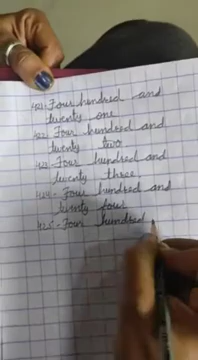 421- Four hundred and
twenty one
422- Four hundred and
twenty two
423- Four hundred and
twenty three.
424- Four hundred and
twenty four
425- Four hundred